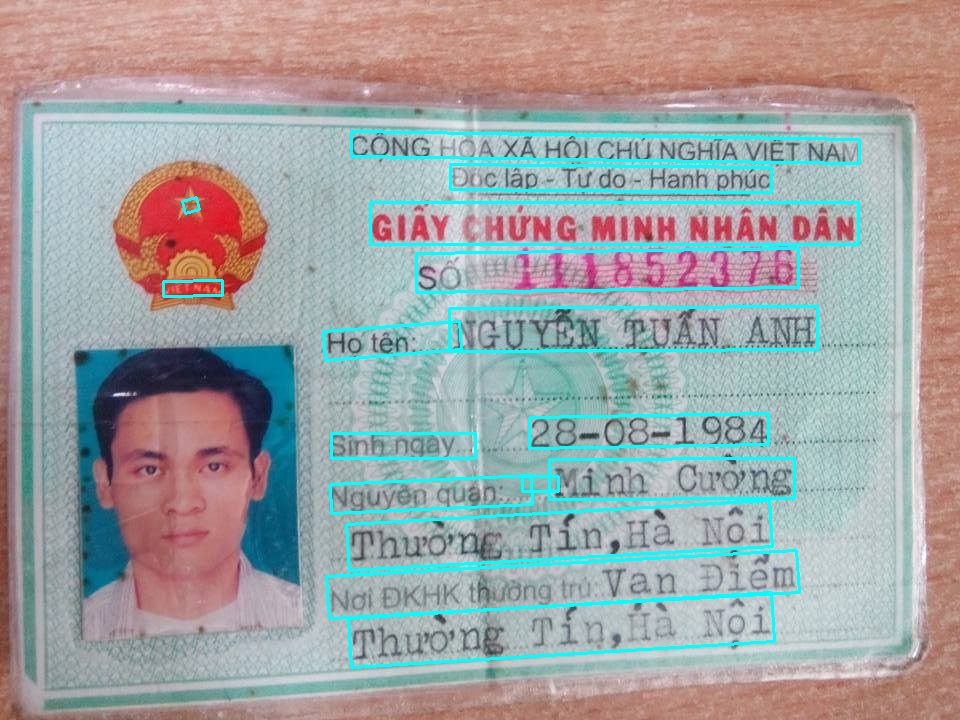 CỘNG HÒA XÃ HỘI CHỦ NGHĨA VIỆT NAM
Độc lập - Tự do - Hạnh phúc
GIẤY CHỨNG MINH NHÂN DÂN
SỐ 111852376
VIỆT NAM
Họ tên: NGUYỄN TUẤN ANH
Sinh ngày 28-08-1984
Nguyên quán: Minh Cường
Thường Tín, Hà Nội
Nơi ĐKHK thường trú: Vạn Điểm
Thường Tín, Hà Nội